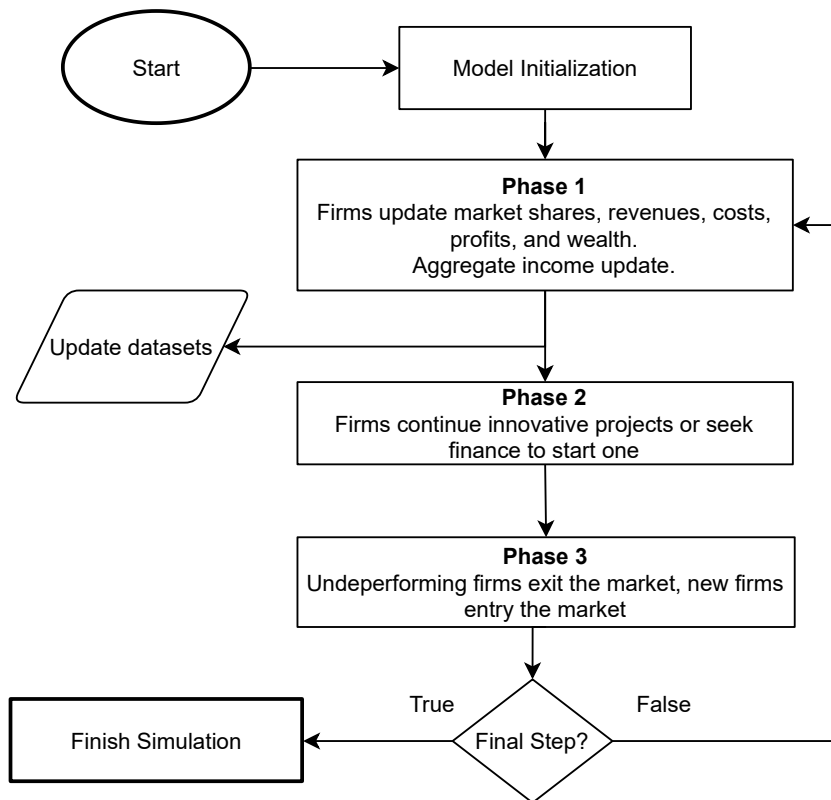 Start
Model Initialization
Phase 1
Firms update market shares, revenues, costs,
profits, and wealth.
Aggregate income update.
Update datasets
Phase 2
Firms continue innovative projects or seek
finance to start one
Phase 3
Undeperforming firms exit the market, new firms
entry the market
True
False
Finish Simulation
Final Step?